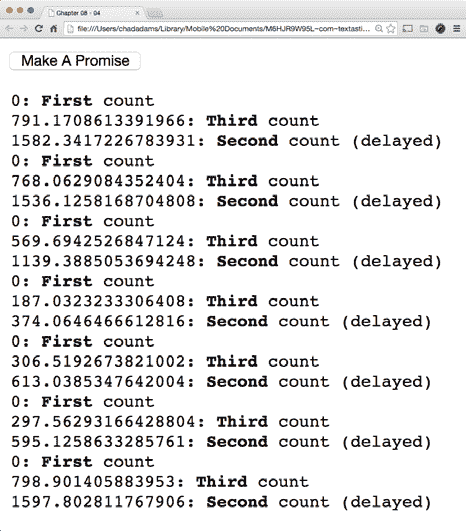 Chapter 08 - 04
file:///Users/chadadams/Library/Mobile%20Documents/M6HJR9W95L~com~textasti...
Make A Promise
0: First count
791.1708613391966: Third count
1582.3417226783931: Second count (delayed)
0: First count
768.0629084352404: Third count
1536.1258168704808: Second count (delayed)
0: First count
569.6942526847124: Third count
1139.3885053694248: Second count (delayed)
0: First count
187.0323233306408: Third count
374.0646466612816: Second count (delayed)
0: First count
306.5192673821002: Third count
613.0385347642004: Second count (delayed)
0: First count
297.56293166428804: Third count
595.1258633285761: Second count (delayed)
0: First count
798.901405883953: Third count
1597.802811767906: Second count (delayed)